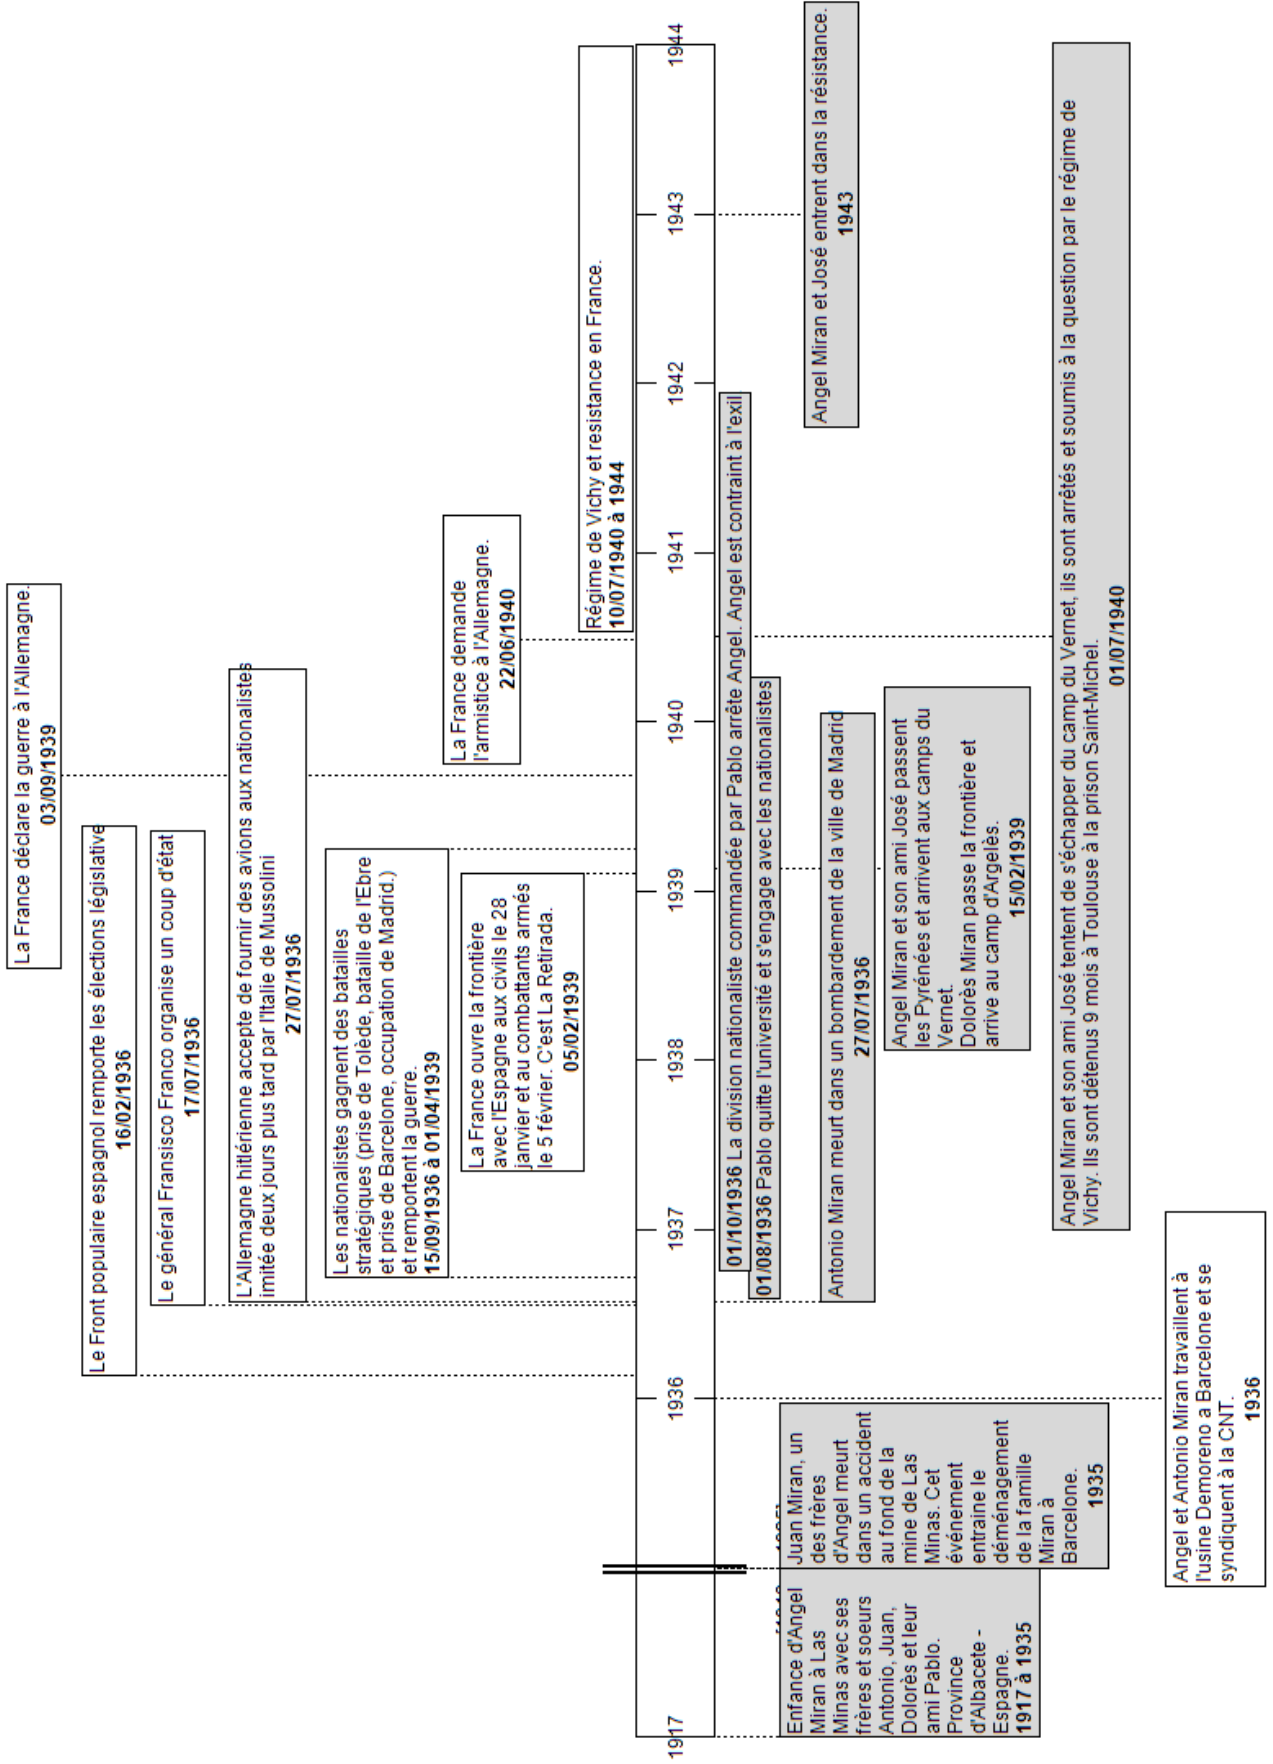 La France déclare la guerre à l'Allemagne.
03/09/1939
Le Front populaire espagnol remporte les élections législative
16/02/1936
Le général Fransisco Franco organise un coup d'état
17/07/1936
L'Allemagne hitlérienne accepte de fournir des avions aux nationalistes
imitée deux jours plus tard par l'Italie de Mussolini
27/07/1936
Les nationalistes gagnent des batailles
stratégiques (prise de Tolède, bataille de l'Ebre
et prise de Barcelone, occupation de Madrid.)
et remportent la guerre.
15/09/1936 à 01/04/1939
La France demande
l'armistice à l'Allemagne.
22/06/1940
La France ouvre la frontière
avec l'Espagne aux civils le 28
janvier et au combattants armés
le 5 février. C'est La Retirada.
05/02/1939
Régime de Vichy et resistance en France.
10/07/1940 à 1944
1917 1936 1937 1938 1939 1940 1941 1942 1943 1944
01/10/1936 La division nationaliste commandée par Pablo arrête Angel. Angel est contraint à l'exil
01/08/1936 Pablo quitte l'université et s'engage avec les nationalistes
Enfance d'Angel
Miran à Las
Minas avec ses
frères et soeurs
Antonio, Juan,
Dolorès et leur
ami Pablo.
Province
d'Albacete -
Espagne.
1917 à 1935
Juan Miran, un
des frères
d'Angel meurt
dans un accident
au fond de la
mine de Las
Minas. Cet
événement
entraine le
déménagement
de la famille
Miran à
Barcelone.
1935
Angel Miran et José entrent dans la résistance.
1943
Antonio Miran meurt dans un bombardement de la ville de Madrid
27/07/1936
Angel Miran et son ami José passent
les Pyrénées et arrivent aux camps du
Vernet.
Dolorès Miran passe la frontière et
arrive au camp d'Argelès.
15/02/1939
Angel Miran et son ami José tentent de s'échapper du camp du Vernet, ils sont arrêtés et soumis à la question par le régime de
Vichy. Ils sont détenus 9 mois à Toulouse à la prison Saint-Michel.
01/07/1940
Angel et Antonio Miran travaillent à
l'usine Demoreno a Barcelone et se
syndiquent à la CNT.
1936